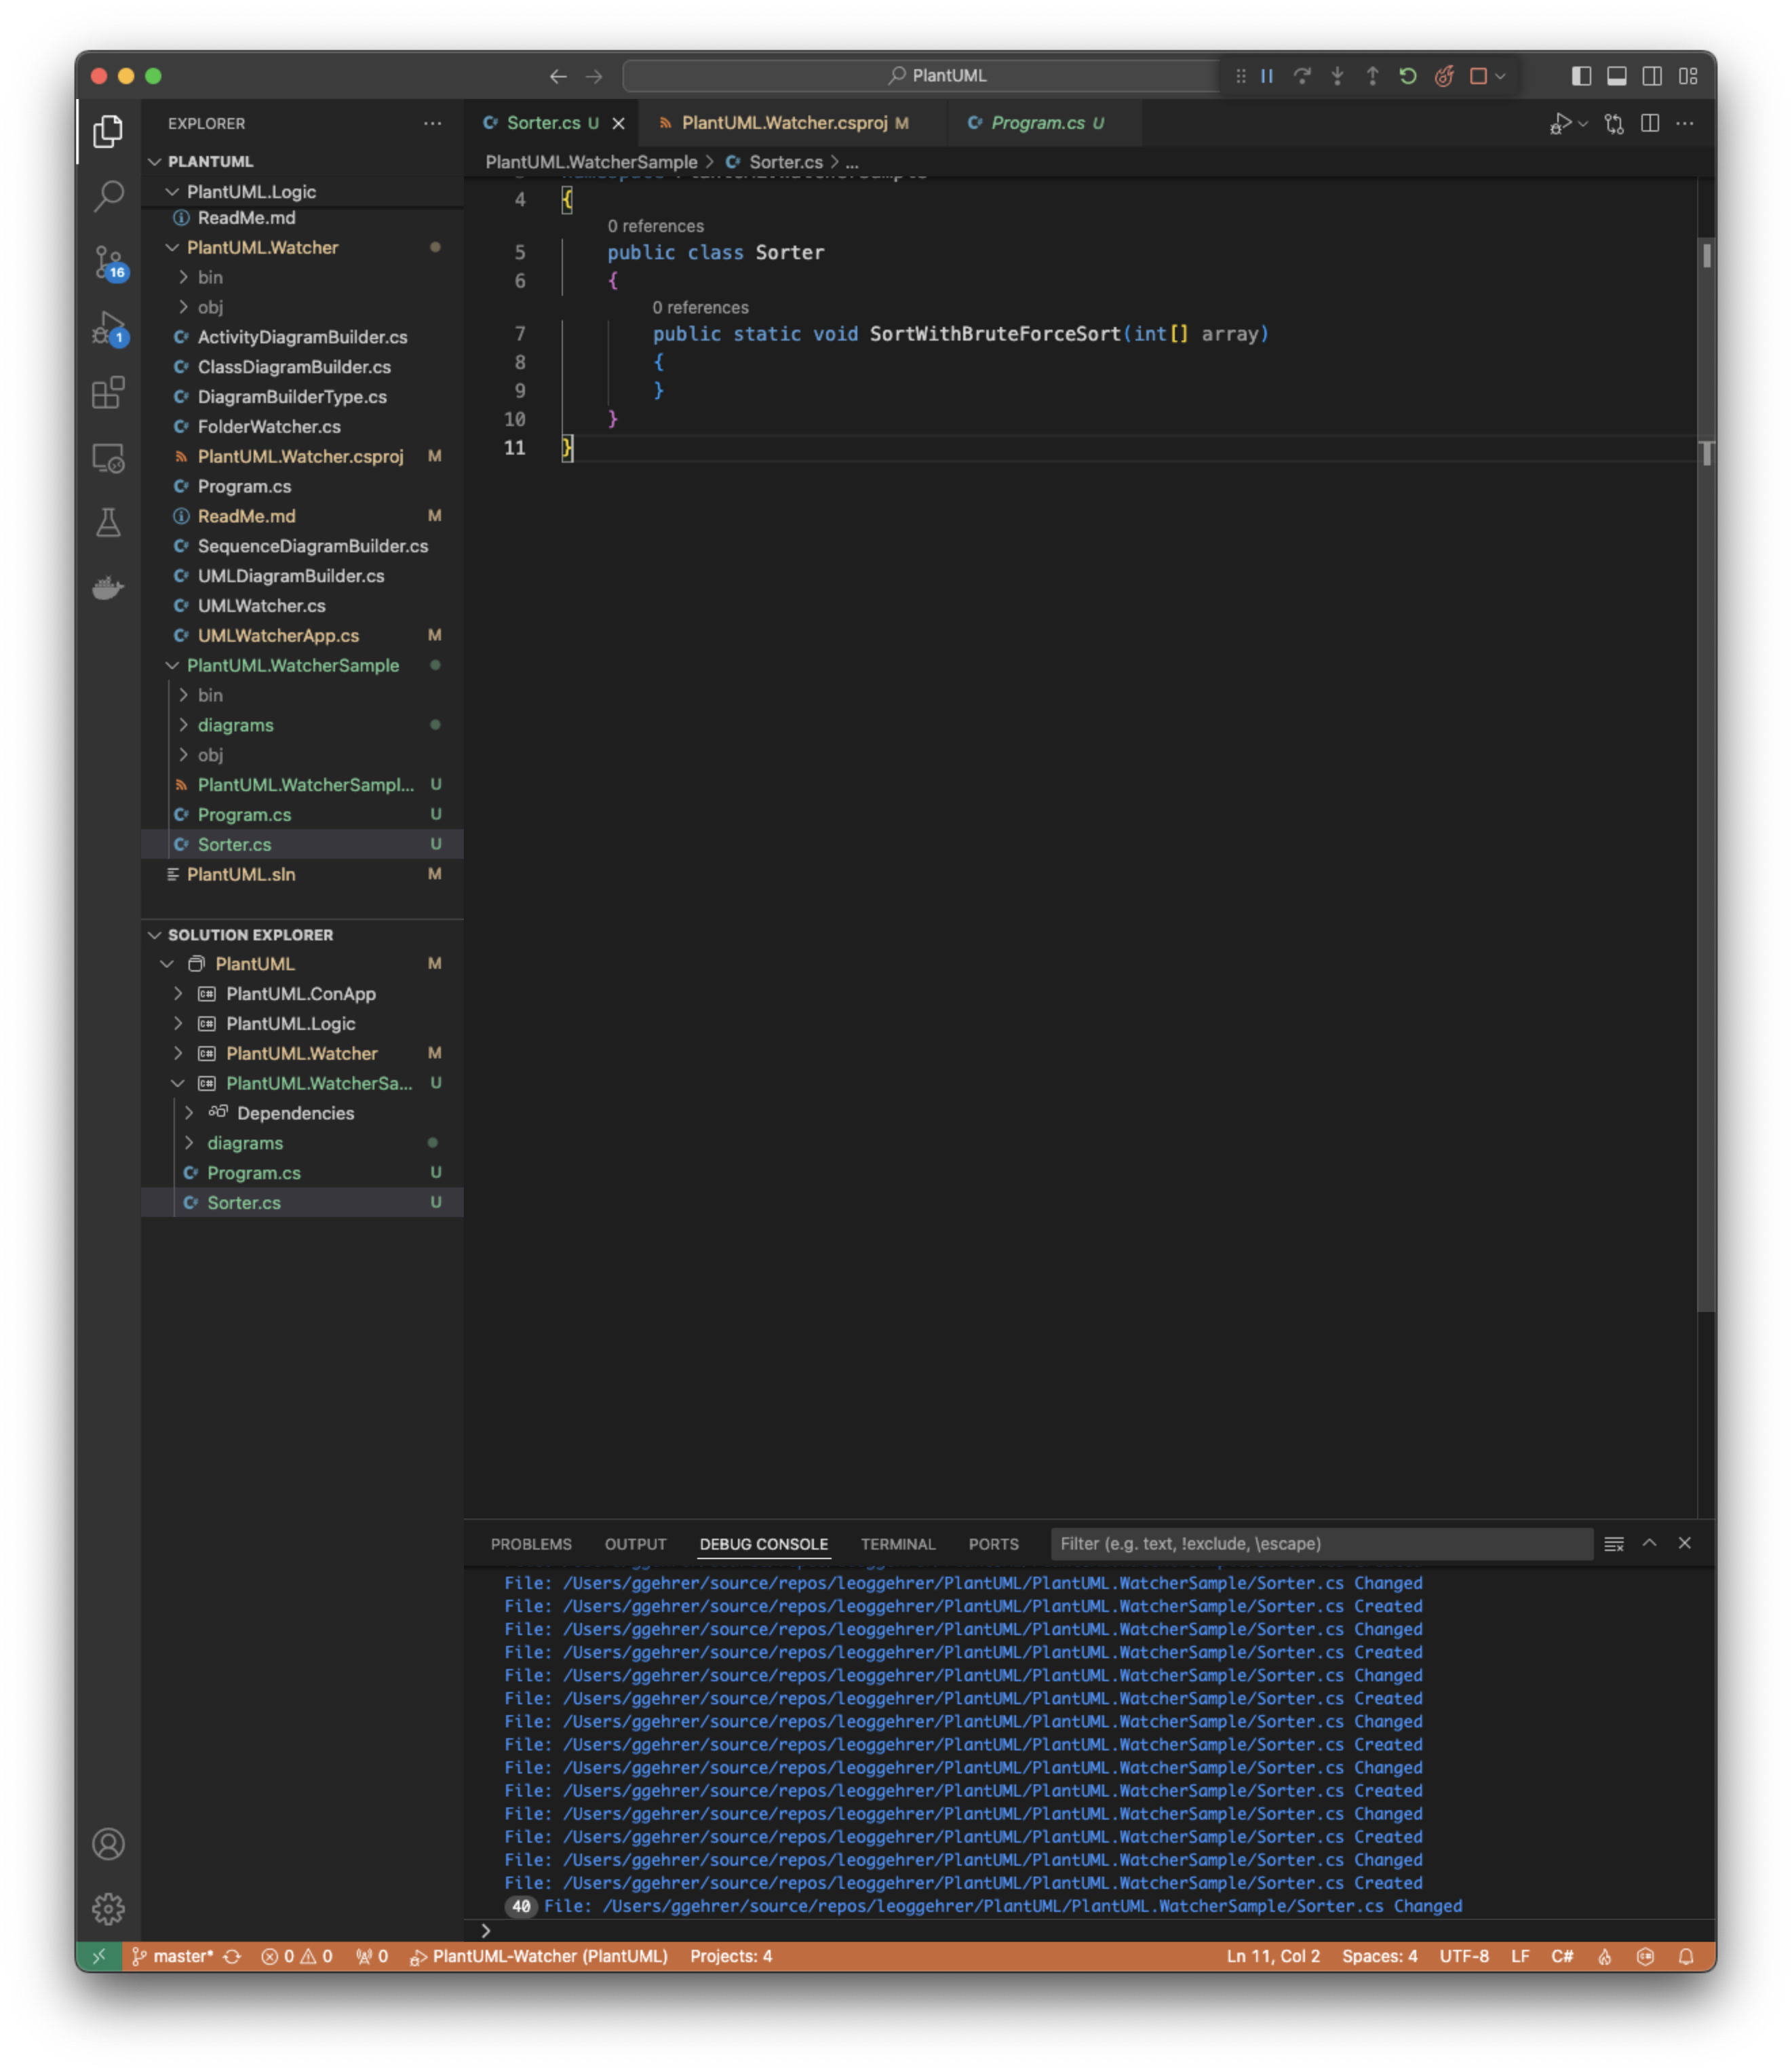 PlantUML
EXPLORER
PLANTUML
PlantUML.Logic
ReadMe.md
PlantUML.Watcher
bin
obj
ActivityDiagramBuilder.cs
ClassDiagramBuilder.cs
DiagramBuilderType.cs
FolderWatcher.cs
PlantUML.Watcher.csproj M
Program.cs
ReadMe.md M
SequenceDiagramBuilder.cs
UMLDiagramBuilder.cs
UMLWatcher.cs
UMLWatcherApp.cs M
PlantUML.WatcherSample
bin
diagrams
obj
PlantUML.WatcherSampl... U
Program.cs U
Sorter.cs U
PlantUML.sln M
SOLUTION EXPLORER
PlantUML M
PlantUML.ConApp
PlantUML.Logic
PlantUML.Watcher M
PlantUML.WatcherSa... U
Dependencies
diagrams
Program.cs U
Sorter.cs U
16
1
Sorter.cs U PlantUML.Watcher.csproj M Program.cs U
PlantUML.WatcherSample > Sorter.cs > ...
4 {
0 references
5 public class Sorter
6 {
0 references
7 public static void SortWithBruteForceSort(int[] array)
8 {
9 }
10 }
11 }
PROBLEMS OUTPUT DEBUG CONSOLE TERMINAL PORTS Filter (e.g. text, !exclude, \escape)
File: /Users/ggehrer/source/repos/leoggehrer/PlantUML/PlantUML.WatcherSample/Sorter.cs Changed
File: /Users/ggehrer/source/repos/leoggehrer/PlantUML/PlantUML.WatcherSample/Sorter.cs Created
File: /Users/ggehrer/source/repos/leoggehrer/PlantUML/PlantUML.WatcherSample/Sorter.cs Changed
File: /Users/ggehrer/source/repos/leoggehrer/PlantUML/PlantUML.WatcherSample/Sorter.cs Created
File: /Users/ggehrer/source/repos/leoggehrer/PlantUML/PlantUML.WatcherSample/Sorter.cs Changed
File: /Users/ggehrer/source/repos/leoggehrer/PlantUML/PlantUML.WatcherSample/Sorter.cs Created
File: /Users/ggehrer/source/repos/leoggehrer/PlantUML/PlantUML.WatcherSample/Sorter.cs Changed
File: /Users/ggehrer/source/repos/leoggehrer/PlantUML/PlantUML.WatcherSample/Sorter.cs Created
File: /Users/ggehrer/source/repos/leoggehrer/PlantUML/PlantUML.WatcherSample/Sorter.cs Changed
File: /Users/ggehrer/source/repos/leoggehrer/PlantUML/PlantUML.WatcherSample/Sorter.cs Created
File: /Users/ggehrer/source/repos/leoggehrer/PlantUML/PlantUML.WatcherSample/Sorter.cs Changed
File: /Users/ggehrer/source/repos/leoggehrer/PlantUML/PlantUML.WatcherSample/Sorter.cs Created
File: /Users/ggehrer/source/repos/leoggehrer/PlantUML/PlantUML.WatcherSample/Sorter.cs Changed
File: /Users/ggehrer/source/repos/leoggehrer/PlantUML/PlantUML.WatcherSample/Sorter.cs Created
40 File: /Users/ggehrer/source/repos/leoggehrer/PlantUML/PlantUML.WatcherSample/Sorter.cs Changed
master* 0 0 0 PlantUML-Watcher (PlantUML) Projects: 4 Ln 11, Col 2 Spaces: 4 UTF-8 LF C#